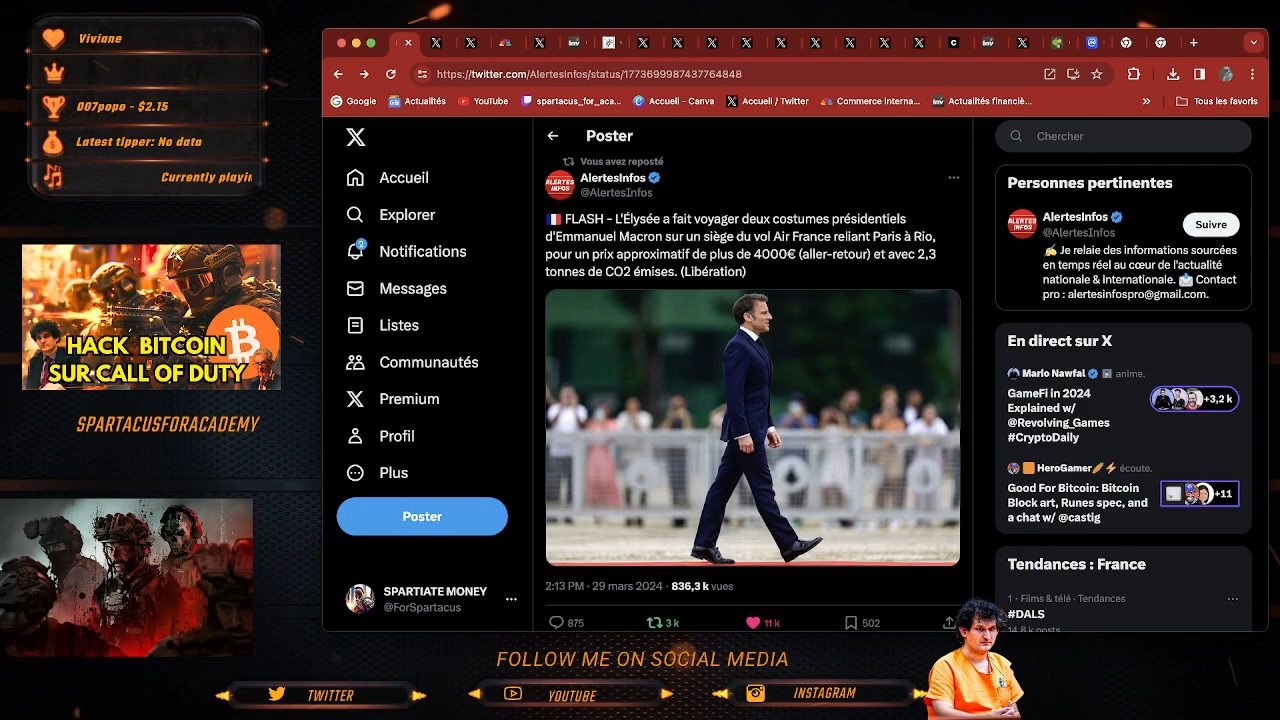 Viviane
007popo - $2.15
Latest tipper: No data
Currently playin
HACK BITCOIN
SUR CALL OF DUTY
SPARTACUSFORACADEMY
https://twitter.com/AlertesInfos/status/1773699987437764848
Google
Actualités
YouTube
spartacus_for_aca...
Accueil - Canva
Accueil / Twitter
Commerce interna...
Actualités financiè...
Tous les favoris
Accueil
Explorer
2
Notifications
Messages
Listes
Communautés
Premium
Profil
Plus
Poster
SPARTIATE MONEY
@ForSpartacus
Poster
Vous avez reposté
ALERTES INFOS
AlertesInfos
@AlertesInfos
🇫🇷 FLASH - L'Élysée a fait voyager deux costumes présidentiels
d'Emmanuel Macron sur un siège du vol Air France reliant Paris à Rio,
pour un prix approximatif de plus de 4000€ (aller-retour) et avec 2,3
tonnes de CO2 émises. (Libération)
2:13 PM · 29 mars 2024 · 836,3 k vues
875
3 k
11 k
502
Chercher
Personnes pertinentes
ALERTES INFOS
AlertesInfos
@AlertesInfos
Suivre
✍️ Je relaie des informations sourcées
en temps réel au cœur de l'actualité
nationale & internationale. 📩 Contact
pro : alertesinfospro@gmail.com.
En direct sur X
Mario Nawfal anime.
GameFi in 2024
Explained w/
@Revolving_Games
#CryptoDaily
+3,2 k
HeroGamer🥖⚡ écoute.
Good For Bitcoin: Bitcoin
Block art, Runes spec, and
a chat w/ @castig
+11
Tendances : France
1 · Films & télé · Tendances
#DALS
14,8 k posts
FOLLOW ME ON SOCIAL MEDIA
TWITTER
YOUTUBE
INSTAGRAM